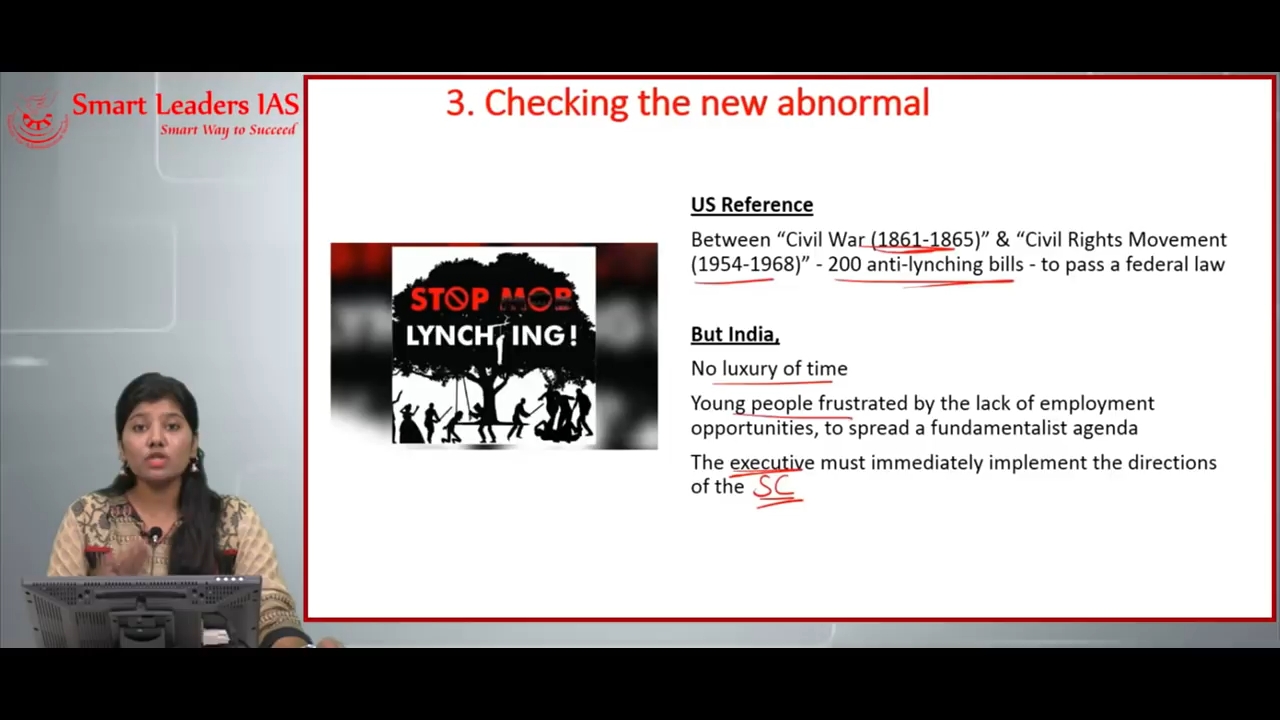 Smart Leaders IAS
Smart Way to Succeed
3. Checking the new abnormal
US Reference
Between “Civil War (1861-1865)” & “Civil Rights Movement
(1954-1968)” - 200 anti-lynching bills - to pass a federal law
STOP MOB
LYNCHING!
But India,
No luxury of time
Young people frustrated by the lack of employment
opportunities, to spread a fundamentalist agenda
The executive must immediately implement the directions
of the SC